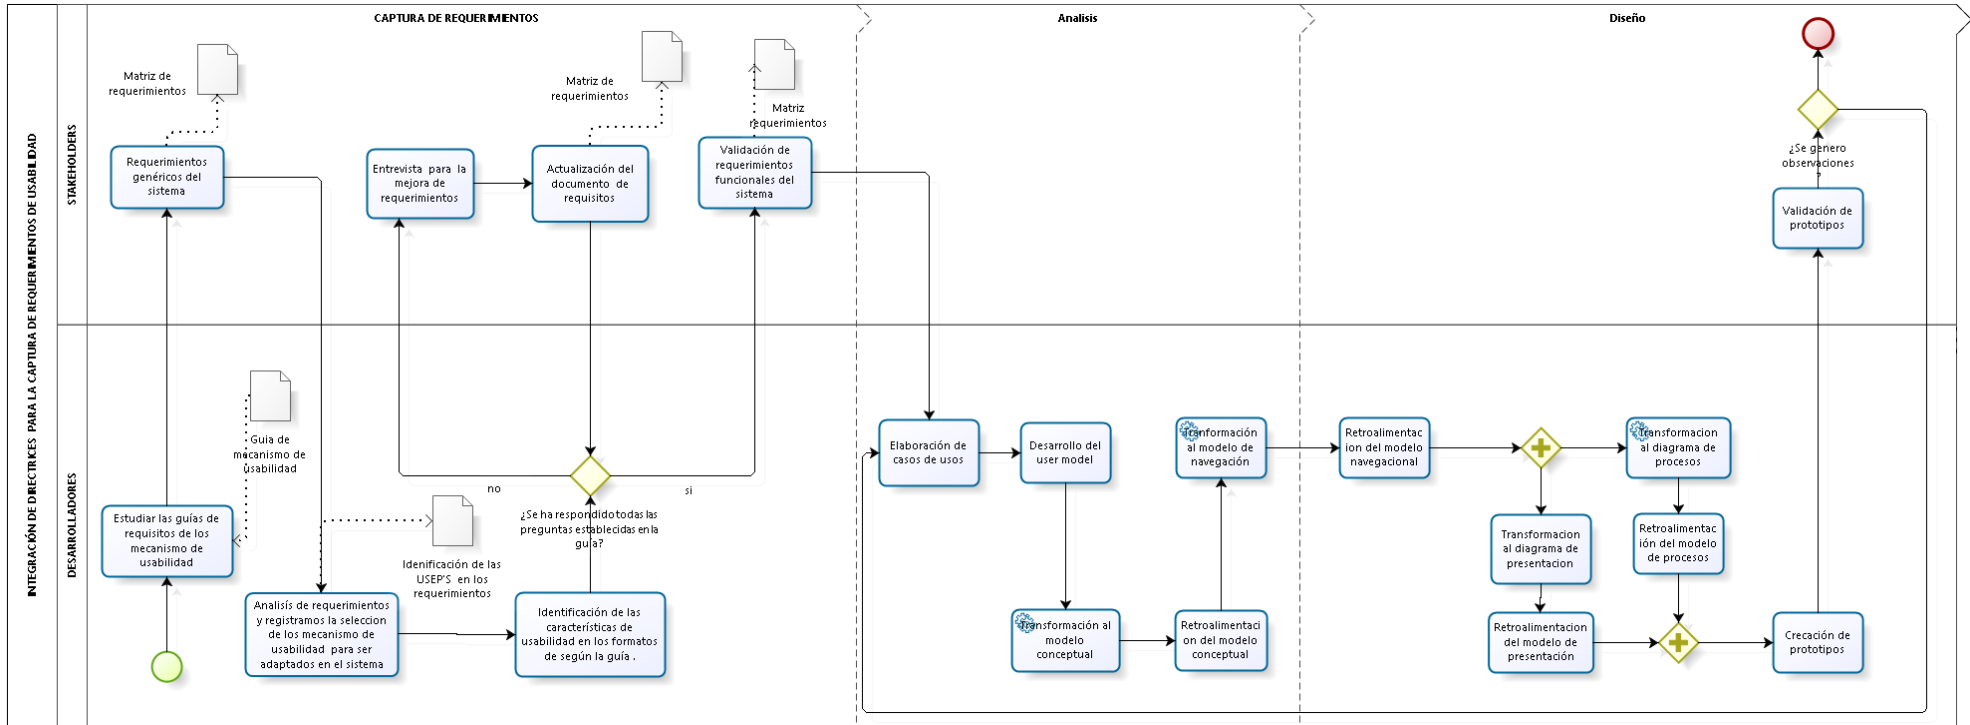 INTEGRACIÓN DE DIRECTRICES PARA LA CAPTURA DE REQUERIMIENTOS DE USABILIDAD
CAPTURA DE REQUERIMIENTOS
Analisis
Diseño
STAKEHOLDERS
Matriz de
requerimientos
Matriz de
requerimientos
Matriz
requerimientos
Requerimientos
genéricos del
sistema
Entrevista para la
mejora de
requerimientos
Actualización del
documento de
requisitos
Validación de
requerimientos
funcionales del
sistema
¿Se genero
observaciones
?
Validación de
prototipos
DESARROLLADORES
Guia de
mecanismo de
usabilidad
Estudiar las guías de
requisitos de los
mecanismo de
usabilidad
no
si
¿Se ha respondido todas las
preguntas establecidas en la
guía?
Idenificación de las
USEP'S en los
requerimientos
Analisís de requerimientos
y registramos la seleccion
de los mecanismo de
usabilidad para ser
adaptados en el sistema
Identificación de las
características de
usabilidad en los formatos
de según la guía .
Elaboración de
casos de usos
Desarrollo del
user model
Tranformación
al modelo de
navegación
Transformación al
modelo
conceptual
Retroalimentaci
on del modelo
conceptual
Retroalimentac
ion del modelo
navegacional
Transformacion
al diagrama de
procesos
Transformacion
al diagrama de
presentacion
Retroalimentac
ión del modelo
de procesos
Retroalimentacion
del modelo de
presentación
Crecación de
prototipos